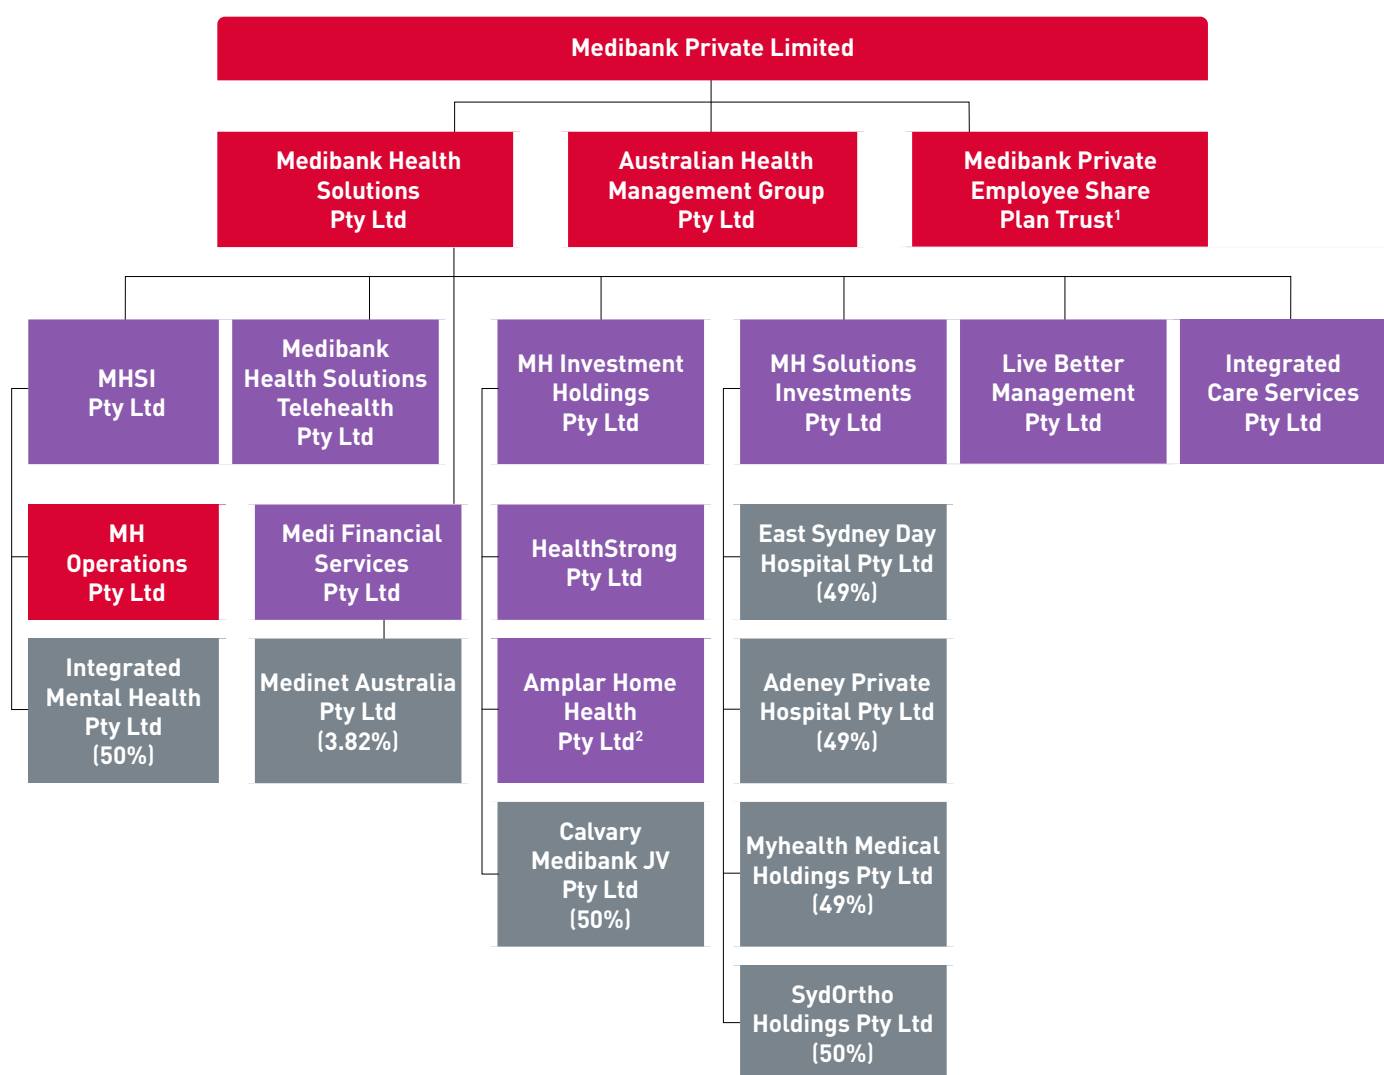 Medibank Private Limited
Medibank Health
Solutions
Pty Ltd
Australian Health
Management Group
Pty Ltd
Medibank Private
Employee Share
Plan Trust¹
MHSI
Pty Ltd
Medibank
Health Solutions
Telehealth
Pty Ltd
MH Investment
Holdings
Pty Ltd
MH Solutions
Investments
Pty Ltd
Live Better
Management
Pty Ltd
Integrated
Care Services
Pty Ltd
MH
Operations
Pty Ltd
Medi Financial
Services
Pty Ltd
HealthStrong
Pty Ltd
East Sydney Day
Hospital Pty Ltd
(49%)
Integrated
Mental Health
Pty Ltd
(50%)
Medinet Australia
Pty Ltd
(3.82%)
Amplar Home
Health
Pty Ltd²
Adeney Private
Hospital Pty Ltd
(49%)
Calvary
Medibank JV
Pty Ltd
(50%)
Myhealth Medical
Holdings Pty Ltd
(49%)
SydOrtho
Holdings Pty Ltd
(50%)